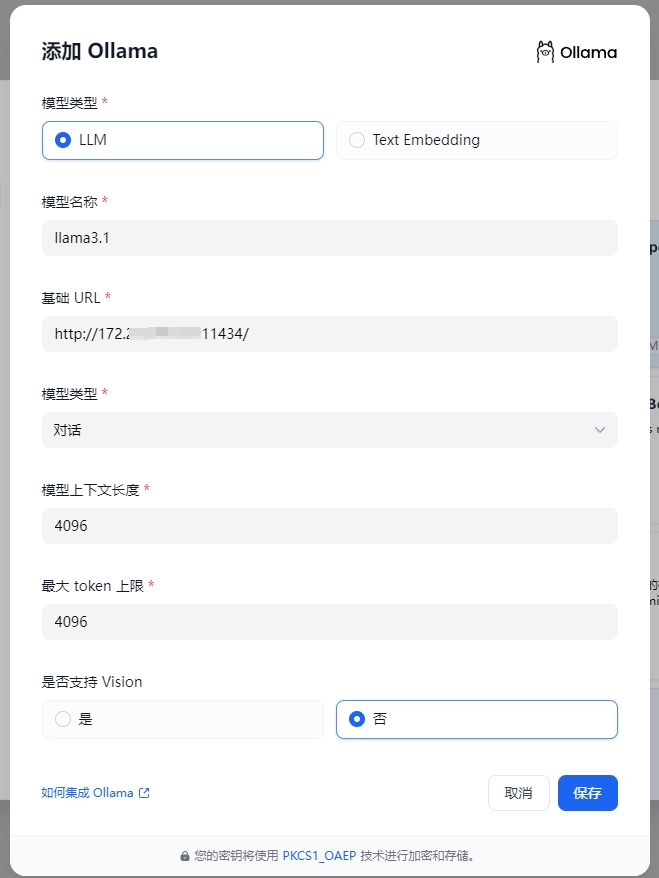 添加 Ollama
Ollama
模型类型 *
LLM
Text Embedding
模型名称 *
llama3.1
基础 URL *
http://172.2 11434/
模型类型 *
对话
模型上下文长度 *
4096
最大 token 上限 *
4096
是否支持 Vision
是
否
如何集成 Ollama
取消
保存
您的密钥将使用 PKCS1_OAEP 技术进行加密和存储。